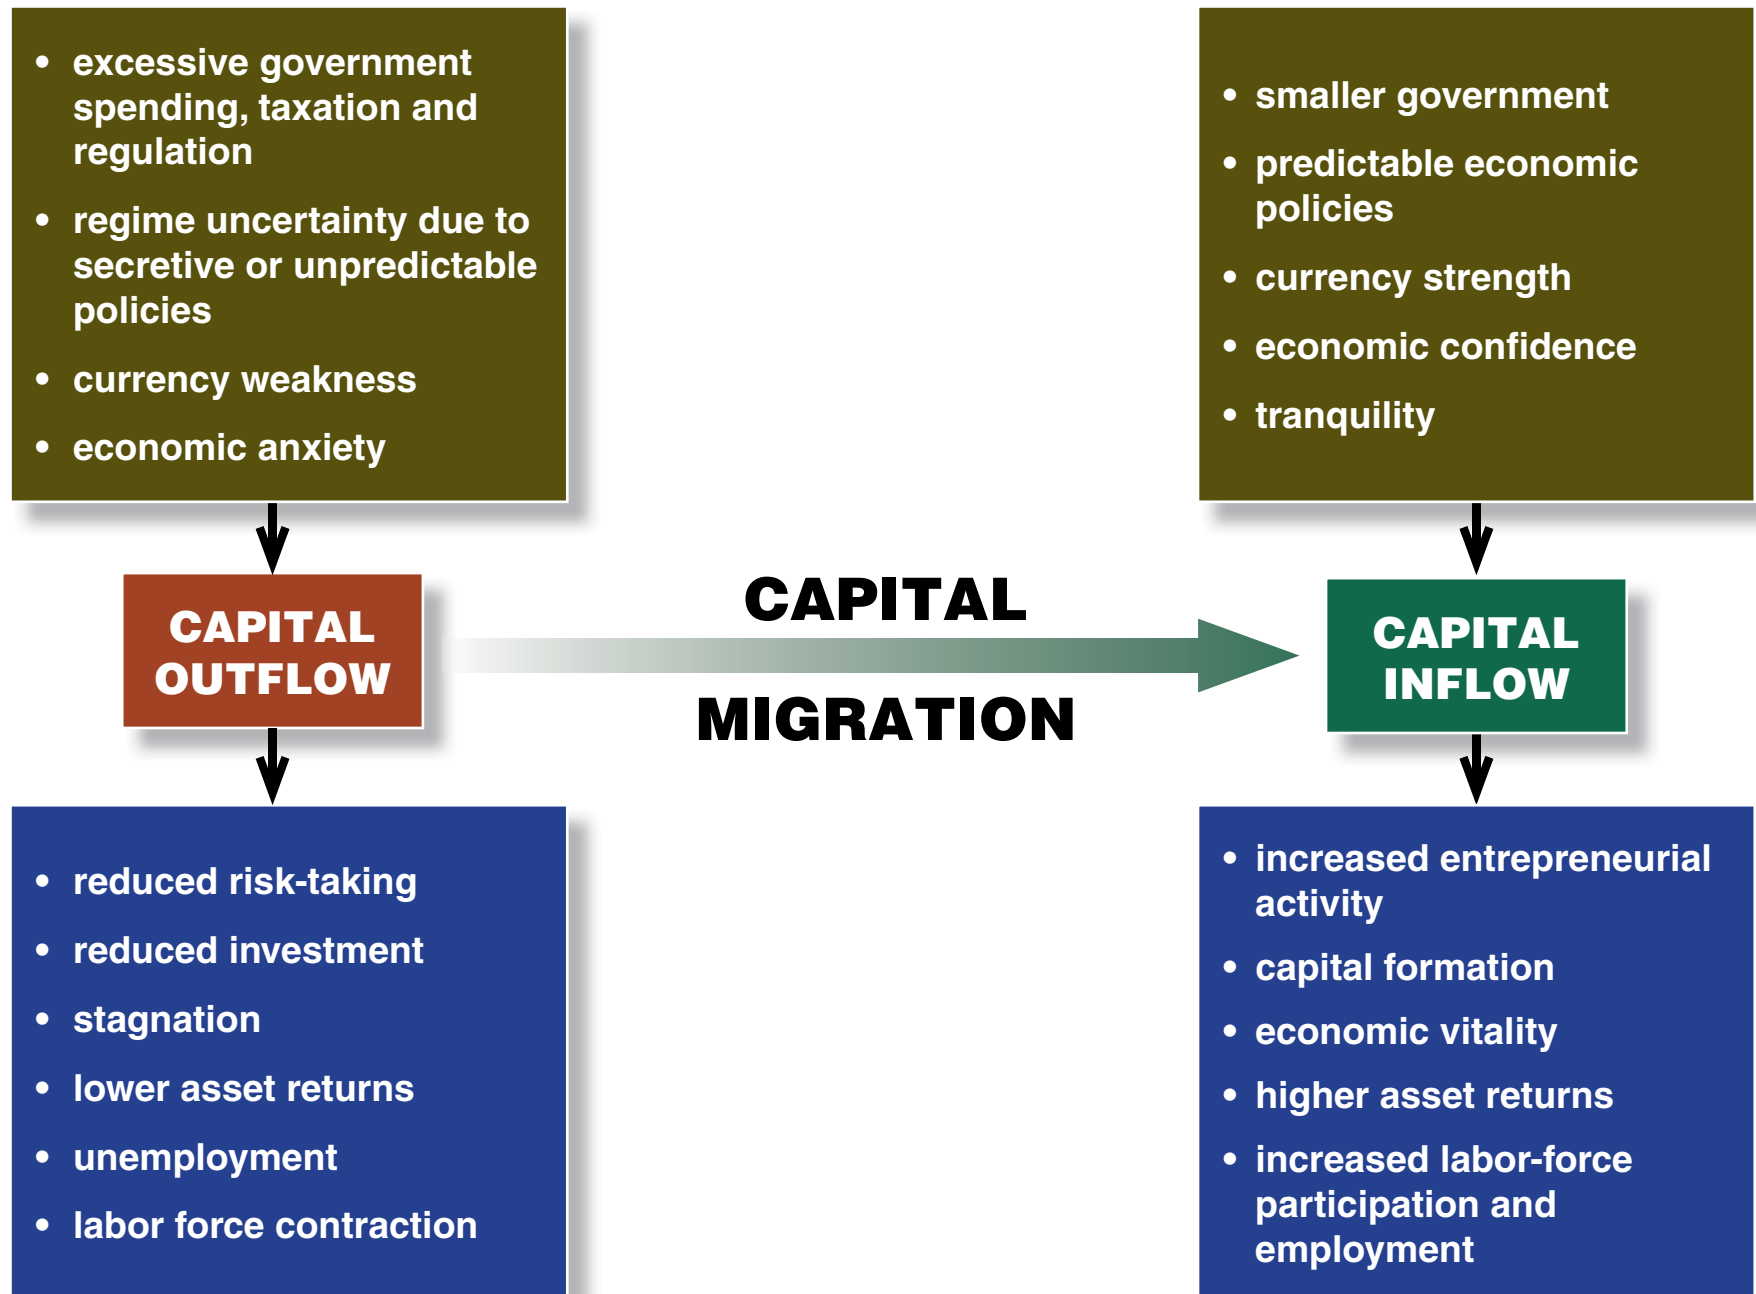 • excessive government
spending, taxation and
regulation
• regime uncertainty due to
secretive or unpredictable
policies
• currency weakness
• economic anxiety
• smaller government
• predictable economic
policies
• currency strength
• economic confidence
• tranquility
CAPITAL
OUTFLOW
CAPITAL
MIGRATION
CAPITAL
INFLOW
• reduced risk-taking
• reduced investment
• stagnation
• lower asset returns
• unemployment
• labor force contraction
• increased entrepreneurial
activity
• capital formation
• economic vitality
• higher asset returns
• increased labor-force
participation and
employment